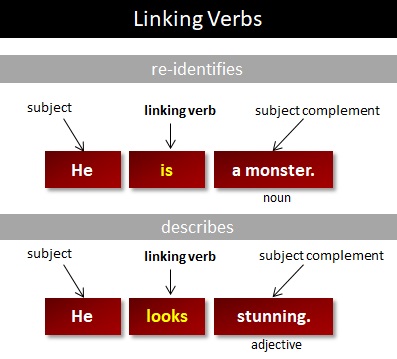 Linking Verbs
re-identifies
subject linking verb subject complement
He is a monster.
noun
describes
subject linking verb subject complement
He looks stunning.
adjective